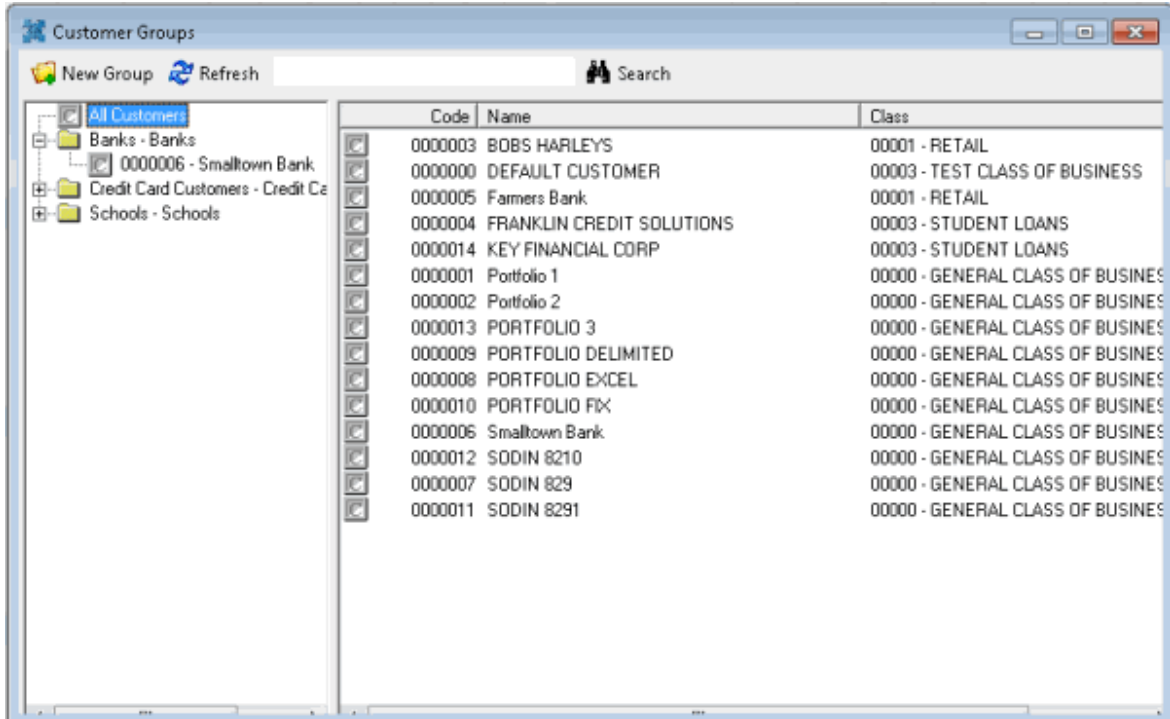 Customer Groups
New Group Refresh Search
All Customers
Banks - Banks
0000006 - Smalltown Bank
Credit Card Customers - Credit Ca
Schools - Schools
Code Name Class
0000003 BOBS HARLEYS 00001 - RETAIL
0000000 DEFAULT CUSTOMER 00003 - TEST CLASS OF BUSINESS
0000005 Farmers Bank 00001 - RETAIL
0000004 FRANKLIN CREDIT SOLUTIONS 00003 - STUDENT LOANS
0000014 KEY FINANCIAL CORP 00003 - STUDENT LOANS
0000001 Portfolio 1 00000 - GENERAL CLASS OF BUSINES
0000002 Portfolio 2 00000 - GENERAL CLASS OF BUSINES
0000013 PORTFOLIO 3 00000 - GENERAL CLASS OF BUSINES
0000009 PORTFOLIO DELIMITED 00000 - GENERAL CLASS OF BUSINES
0000008 PORTFOLIO EXCEL 00000 - GENERAL CLASS OF BUSINES
0000010 PORTFOLIO FIX 00000 - GENERAL CLASS OF BUSINES
0000006 Smalltown Bank 00000 - GENERAL CLASS OF BUSINES
0000012 SODIN 8210 00000 - GENERAL CLASS OF BUSINES
0000007 SODIN 829 00000 - GENERAL CLASS OF BUSINES
0000011 SODIN 8291 00000 - GENERAL CLASS OF BUSINES